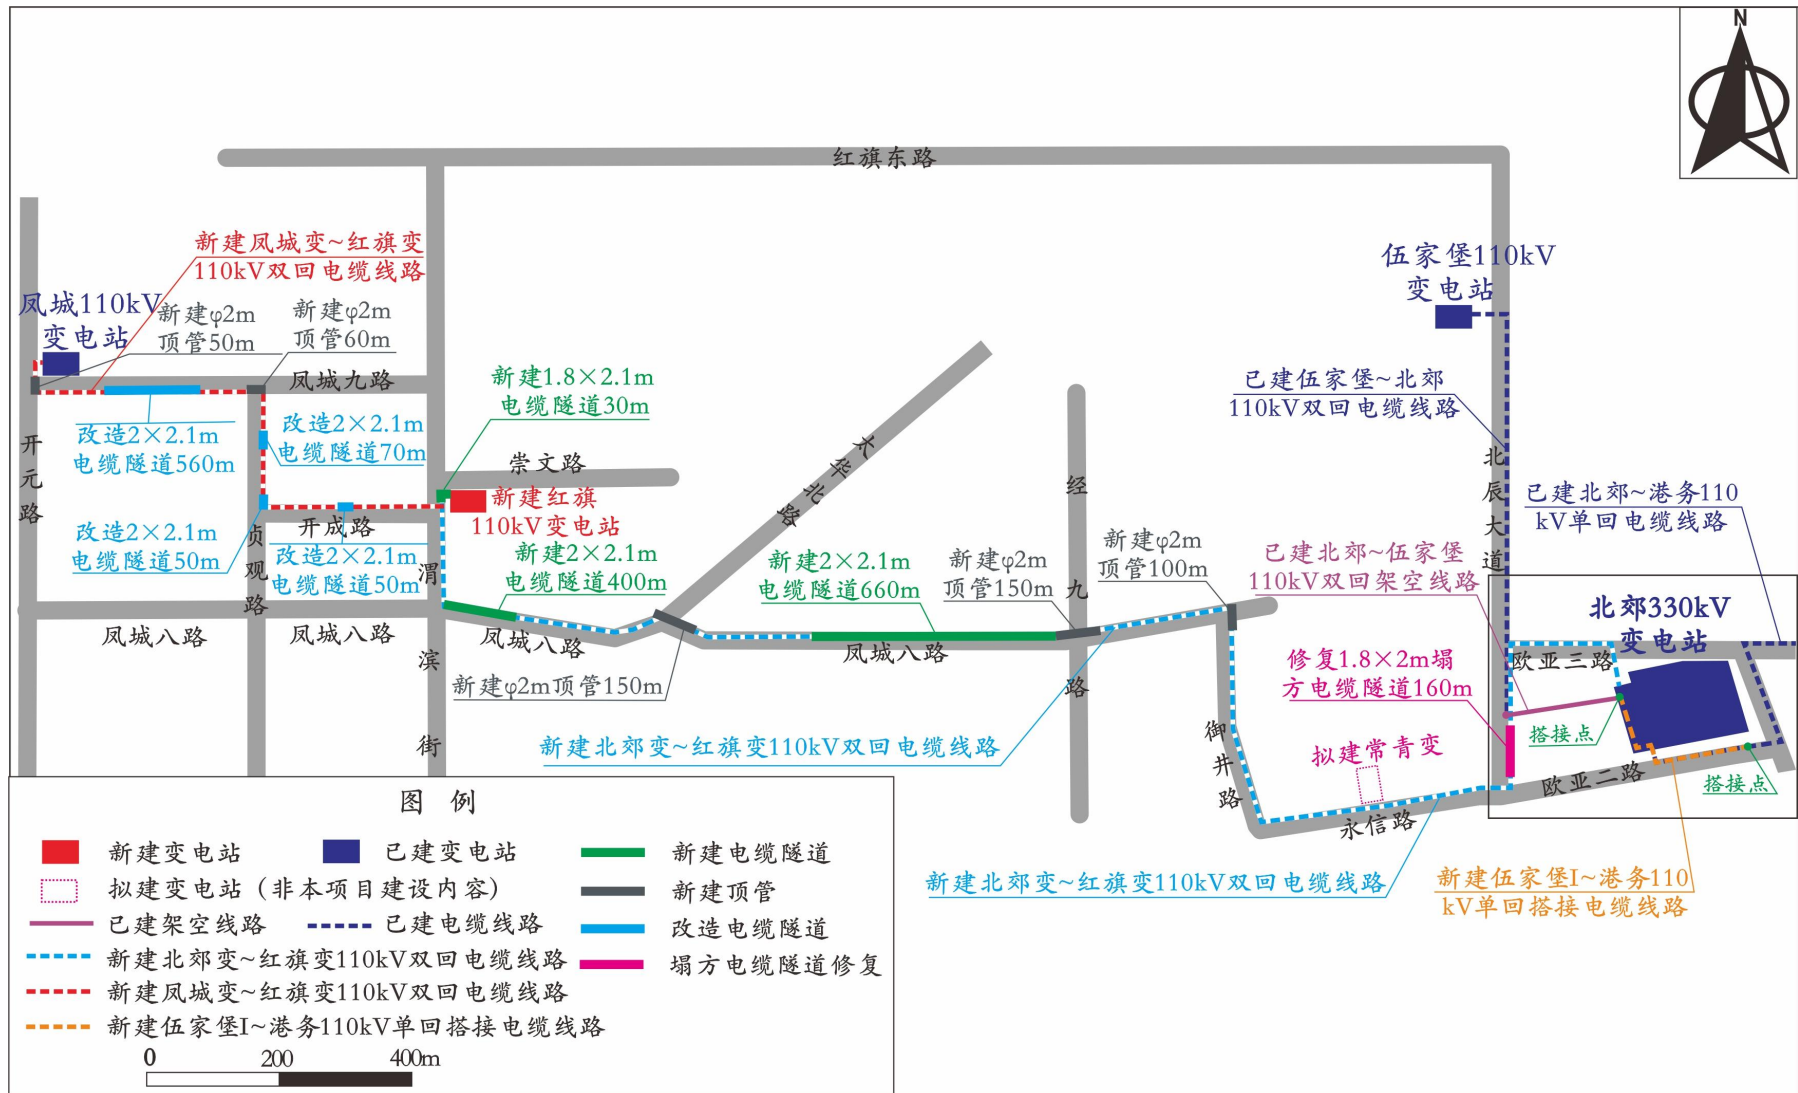 N
红旗东路
新建凤城变~红旗变
110kV双回电缆线路
凤城110kV
变电站
新建φ2m
顶管50m
新建φ2m
顶管60m
凤城九路
伍家堡110kV
变电站
新建1.8×2.1m
电缆隧道30m
已建伍家堡~北郊
110kV双回电缆线路
改造2×2.1m
电缆隧道560m
改造2×2.1m
电缆隧道70m
开元路
太华北路
崇文路
经九路
北辰大道
已建北郊~港务110
kV单回电缆线路
新建红旗
110kV变电站
改造2×2.1m
电缆隧道50m
贞观路
开成路
改造2×2.1m
电缆隧道50m
渭滨街
新建2×2.1m
电缆隧道400m
新建2×2.1m
电缆隧道660m
新建φ2m
顶管150m
新建φ2m
顶管100m
已建北郊~伍家堡
110kV双回架空线路
北郊330kV
变电站
凤城八路
凤城八路
凤城八路
凤城八路
新建φ2m顶管150m
修复1.8×2m塌
方电缆隧道160m
欧亚三路
搭接点
新建北郊变~红旗变110kV双回电缆线路
御井路
拟建常青变
欧亚二路
搭接点
永信路
新建北郊变~红旗变110kV双回电缆线路
新建伍家堡I~港务110
kV单回搭接电缆线路
图 例
新建变电站
已建变电站
新建电缆隧道
拟建变电站（非本项目建设内容）
新建顶管
已建架空线路
已建电缆线路
改造电缆隧道
新建北郊变~红旗变110kV双回电缆线路
塌方电缆隧道修复
新建凤城变~红旗变110kV双回电缆线路
新建伍家堡I~港务110kV单回搭接电缆线路
0 200 400m